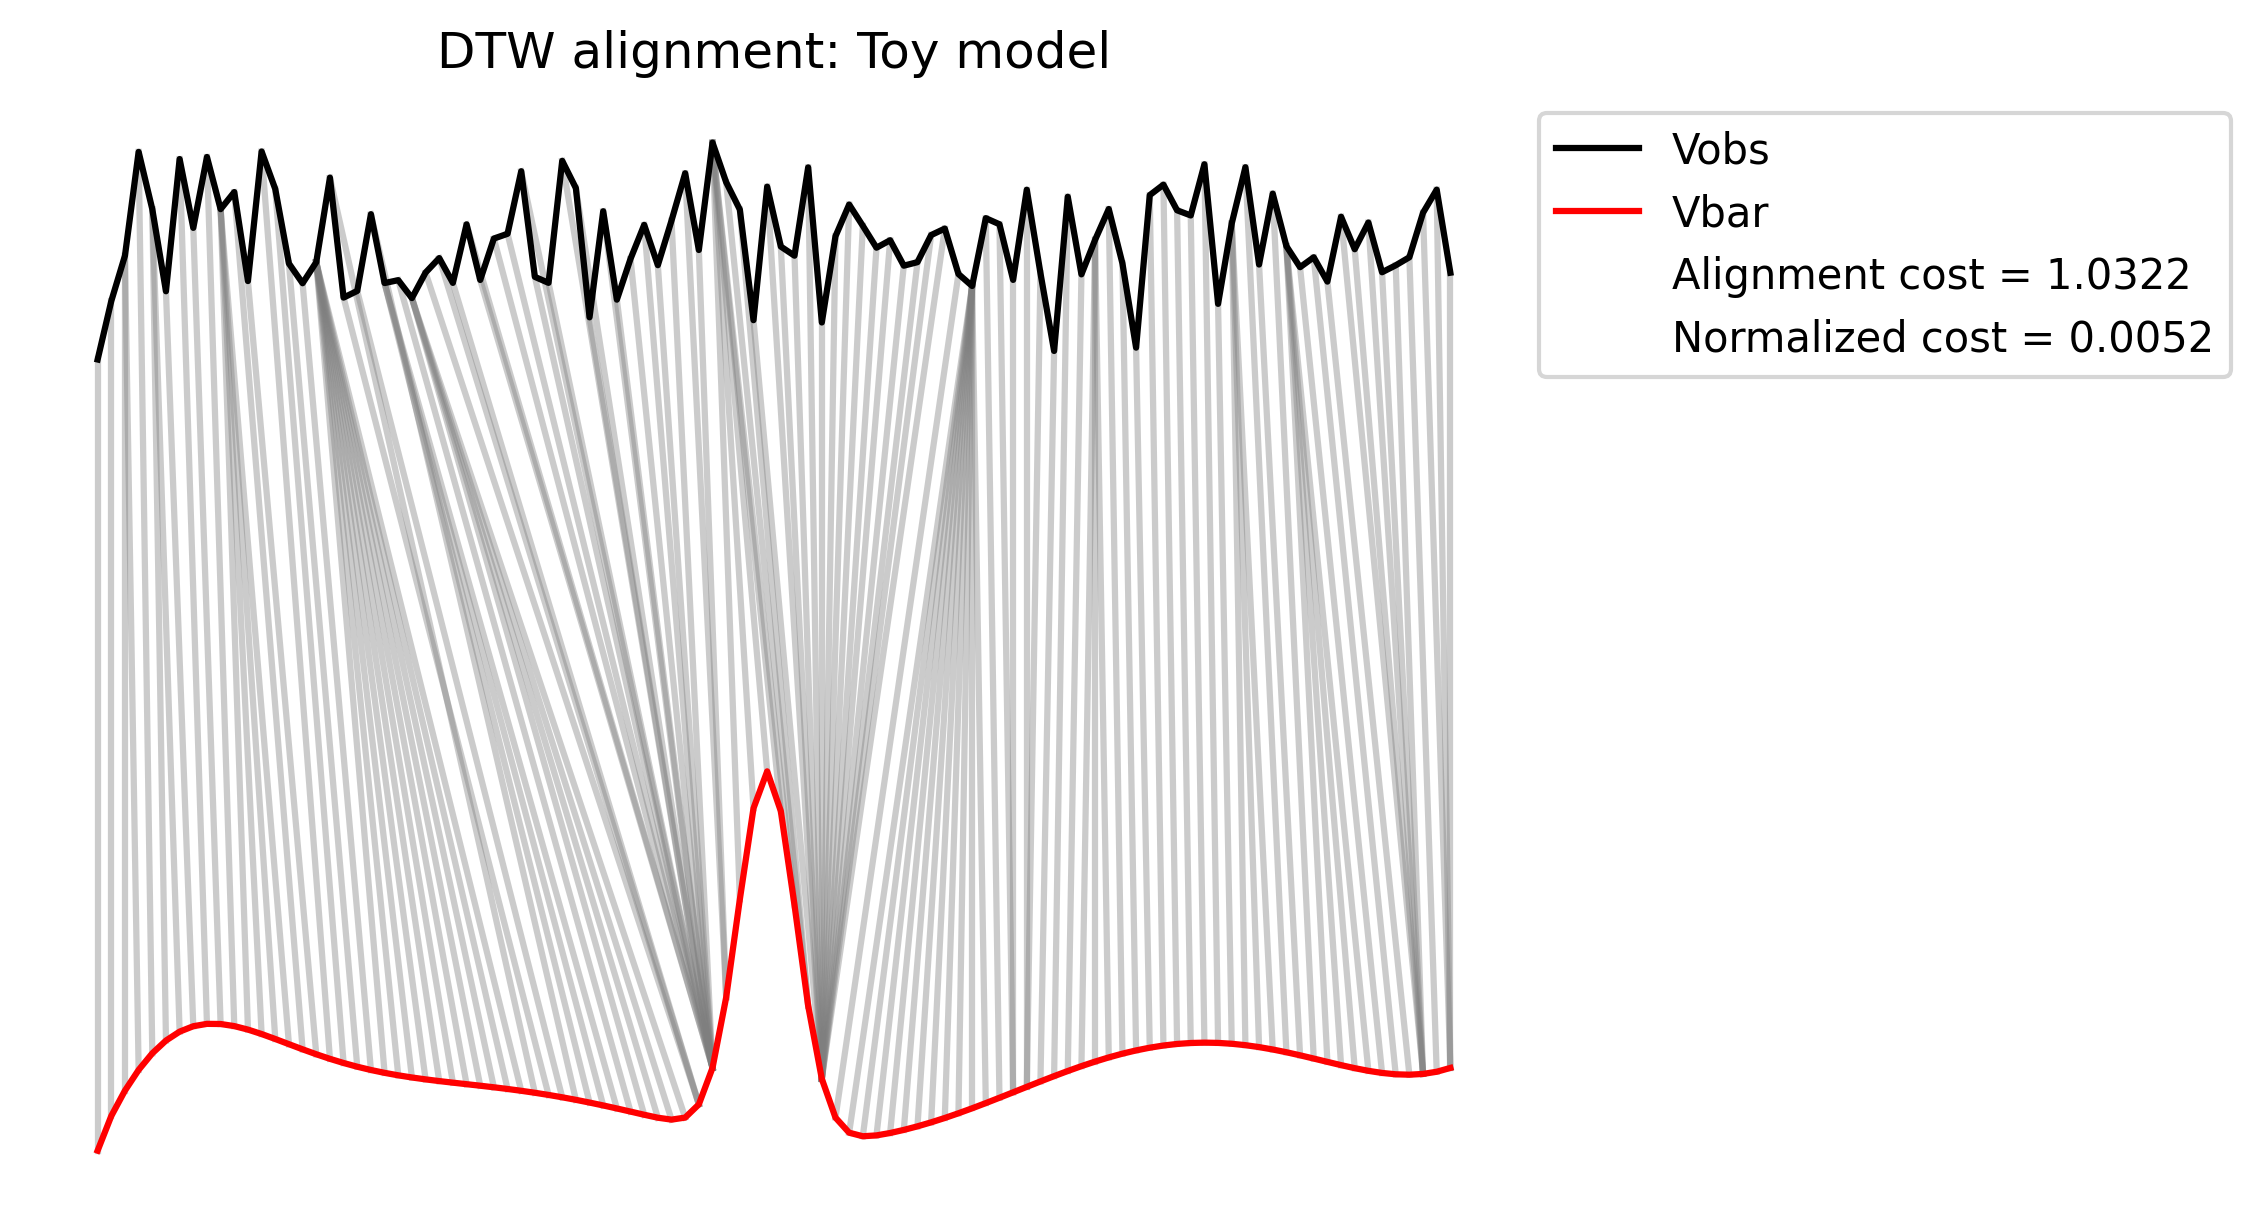 DTW alignment: Toy model
Vobs
Vbar
Alignment cost = 1.0322
Normalized cost = 0.0052